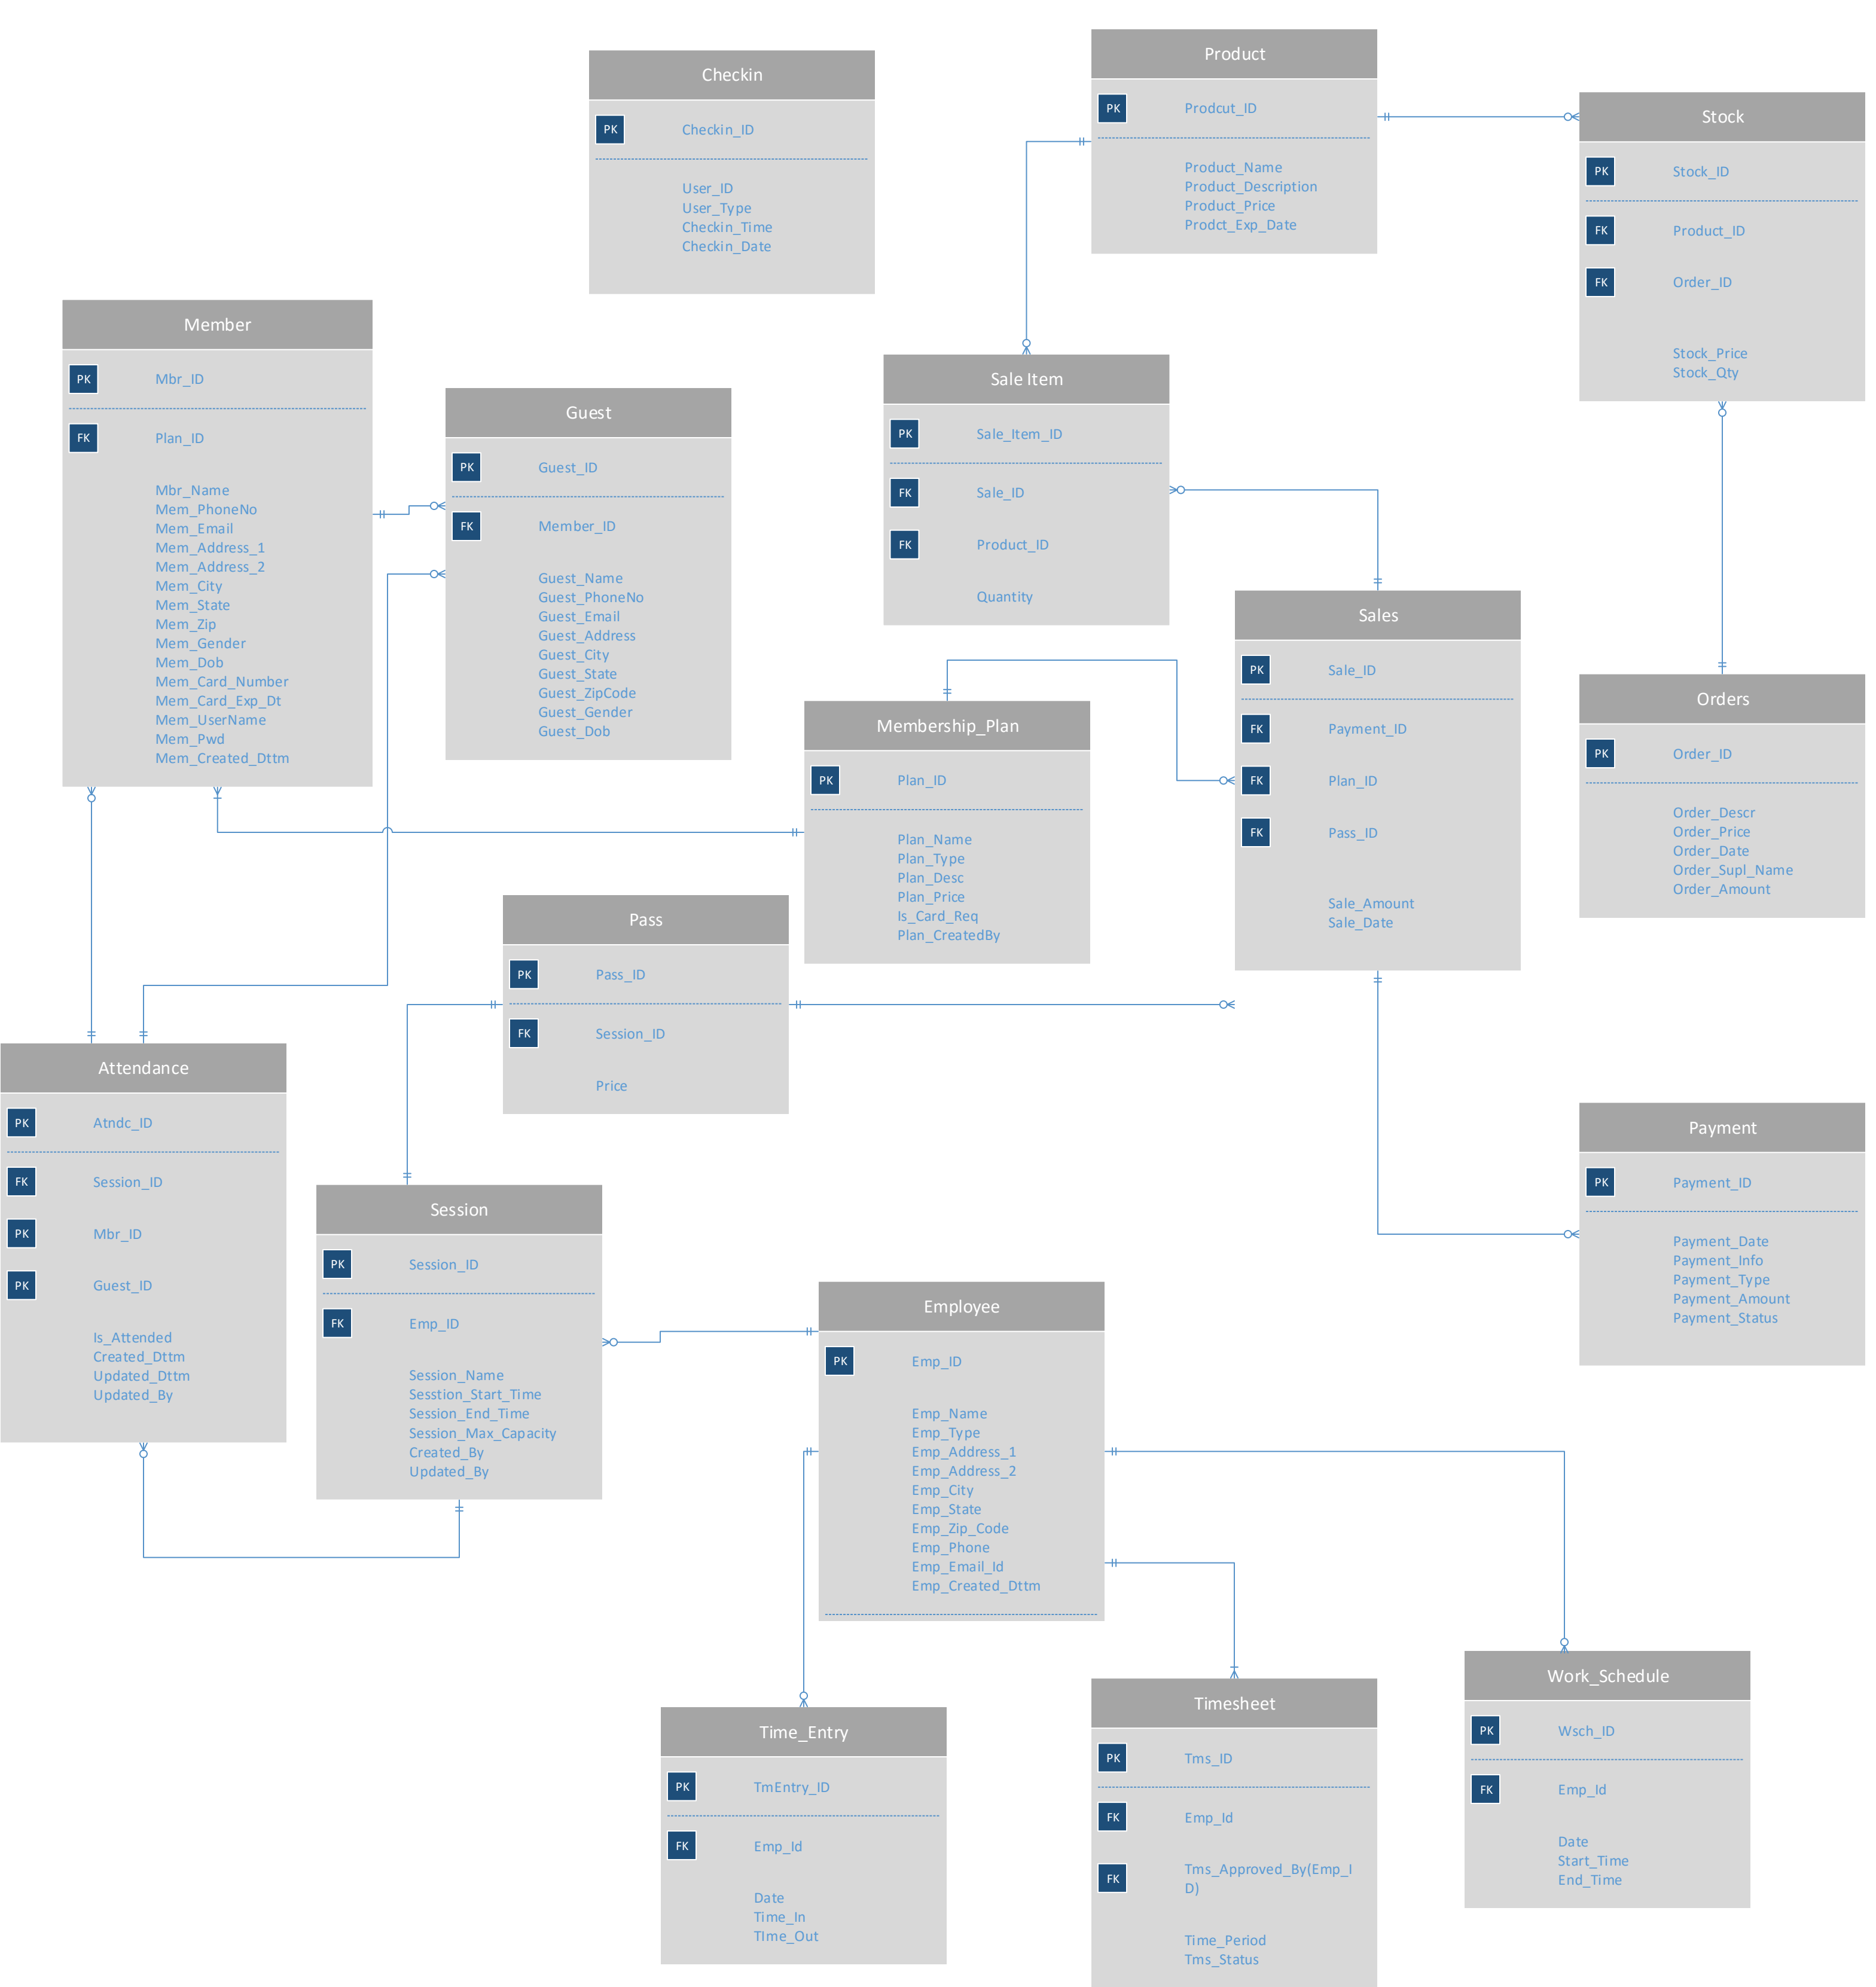 Checkin
PK Checkin_ID
User_ID
User_Type
Checkin_Time
Checkin_Date
Product
PK Prodcut_ID
Product_Name
Product_Description
Product_Price
Prodct_Exp_Date
Stock
PK Stock_ID
FK Product_ID
FK Order_ID
Stock_Price
Stock_Qty
Member
PK Mbr_ID
FK Plan_ID
Mbr_Name
Mem_PhoneNo
Mem_Email
Mem_Address_1
Mem_Address_2
Mem_City
Mem_State
Mem_Zip
Mem_Gender
Mem_Dob
Mem_Card_Number
Mem_Card_Exp_Dt
Mem_UserName
Mem_Pwd
Mem_Created_Dttm
Guest
PK Guest_ID
FK Member_ID
Guest_Name
Guest_PhoneNo
Guest_Email
Guest_Address
Guest_City
Guest_State
Guest_ZipCode
Guest_Gender
Guest_Dob
Sale Item
PK Sale_Item_ID
FK Sale_ID
FK Product_ID
Quantity
Sales
PK Sale_ID
FK Payment_ID
FK Plan_ID
FK Pass_ID
Sale_Amount
Sale_Date
Orders
PK Order_ID
Order_Descr
Order_Price
Order_Date
Order_Supl_Name
Order_Amount
Membership_Plan
PK Plan_ID
Plan_Name
Plan_Type
Plan_Desc
Plan_Price
Is_Card_Req
Plan_CreatedBy
Pass
PK Pass_ID
FK Session_ID
Price
Attendance
PK Atndc_ID
FK Session_ID
PK Mbr_ID
PK Guest_ID
Is_Attended
Created_Dttm
Updated_Dttm
Updated_By
Session
PK Session_ID
FK Emp_ID
Session_Name
Sesstion_Start_Time
Session_End_Time
Session_Max_Capacity
Created_By
Updated_By
Payment
PK Payment_ID
Payment_Date
Payment_Info
Payment_Type
Payment_Amount
Payment_Status
Employee
PK Emp_ID
Emp_Name
Emp_Type
Emp_Address_1
Emp_Address_2
Emp_City
Emp_State
Emp_Zip_Code
Emp_Phone
Emp_Email_Id
Emp_Created_Dttm
Time_Entry
PK TmEntry_ID
FK Emp_Id
Date
Time_In
TIme_Out
Timesheet
PK Tms_ID
FK Emp_Id
FK Tms_Approved_By(Emp_I
D)
Time_Period
Tms_Status
Work_Schedule
PK Wsch_ID
FK Emp_Id
Date
Start_Time
End_Time